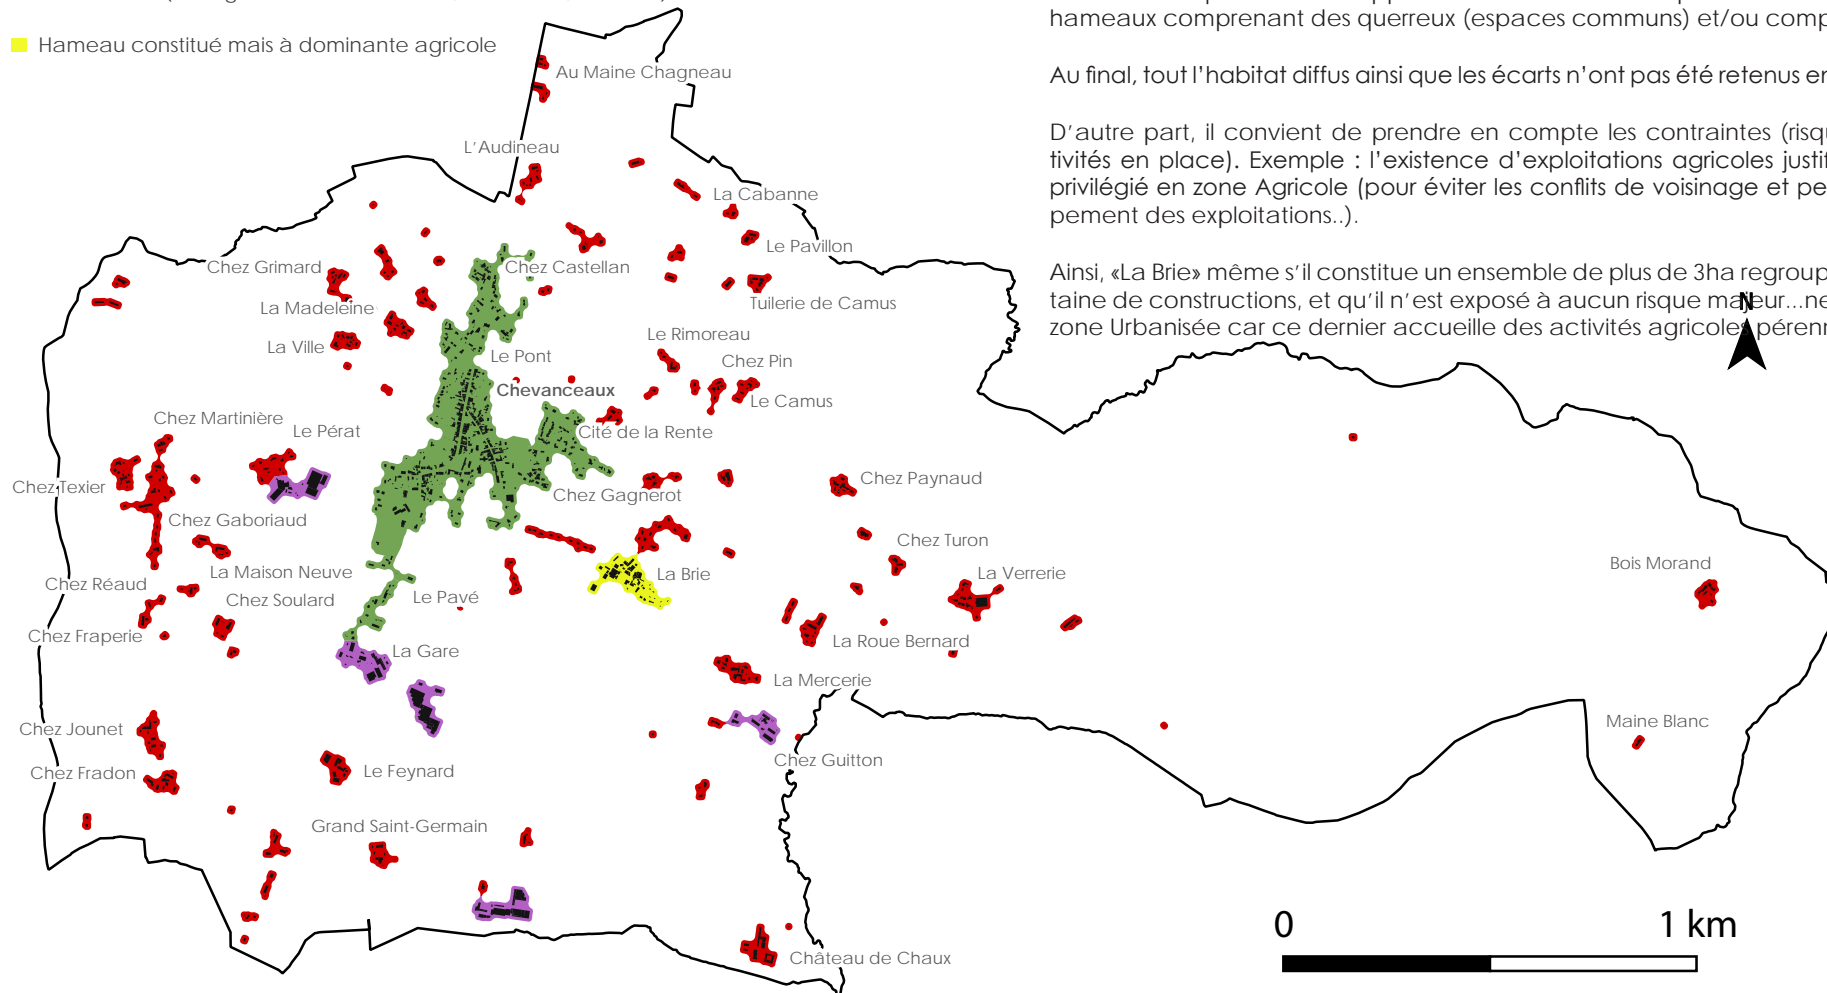 Hameau constitué mais à dominante agricole
hameaux comprenant des querreux (espaces communs) et/ou comp
Au final, tout l'habitat diffus ainsi que les écarts n'ont pas été retenus en
D'autre part, il convient de prendre en compte les contraintes (risqu
tivités en place). Exemple : l'existence d'exploitations agricoles justif
privilégié en zone Agricole (pour éviter les conflits de voisinage et pe
pement des exploitations..).
Ainsi, «La Brie» même s'il constitue un ensemble de plus de 3ha regroup
taine de constructions, et qu'il n'est exposé à aucun risque majeur...ne
zone Urbanisée car ce dernier accueille des activités agricoles pérenn
N
Au Maine Chagneau
L'Audineau
La Cabanne
Le Pavillon
Chez Grimard
Chez Castellan
Tuilerie de Camus
La Madeleine
Le Rimoreau
La Ville
Le Pont
Chez Pin
Chevanceaux
Le Camus
Chez Martinière
Le Pérat
Cité de la Rente
Chez Texier
Chez Gagnerot
Chez Paynaud
Chez Gaboriaud
Chez Turon
Bois Morand
La Maison Neuve
La Brie
La Verrerie
Chez Réaud
Chez Soulard
Le Pavé
Chez Fraperie
La Roue Bernard
La Gare
La Mercerie
Maine Blanc
Chez Jounet
Chez Guitton
Chez Fradon
Le Feynard
Grand Saint-Germain
Château de Chaux
0
1 km